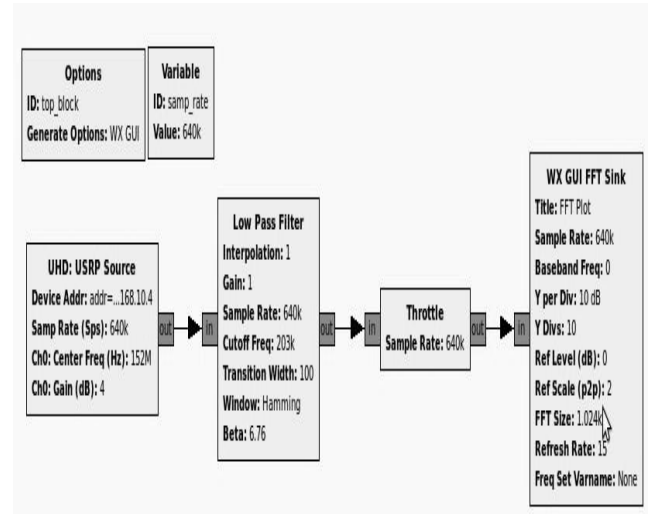 Options
ID: top_block
Generate Options: WX GUI
Variable
ID: samp_rate
Value: 640k
UHD: USRP Source
Device Addr: addr=...168.10.4
Samp Rate (Sps): 640k
Ch0: Center Freq (Hz): 152M
Ch0: Gain (dB): 4
out
in
Low Pass Filter
Interpolation: 1
Gain: 1
Sample Rate: 640k
Cutoff Freq: 203k
Transition Width: 100
Window: Hamming
Beta: 6.76
out
in
Throttle
Sample Rate: 640k
out
in
WX GUI FFT Sink
Title: FFT Plot
Sample Rate: 640k
Baseband Freq: 0
Y per Div: 10 dB
Y Divs: 10
Ref Level (dB): 0
Ref Scale (p2p): 2
FFT Size: 1.024k
Refresh Rate: 15
Freq Set Varname: None